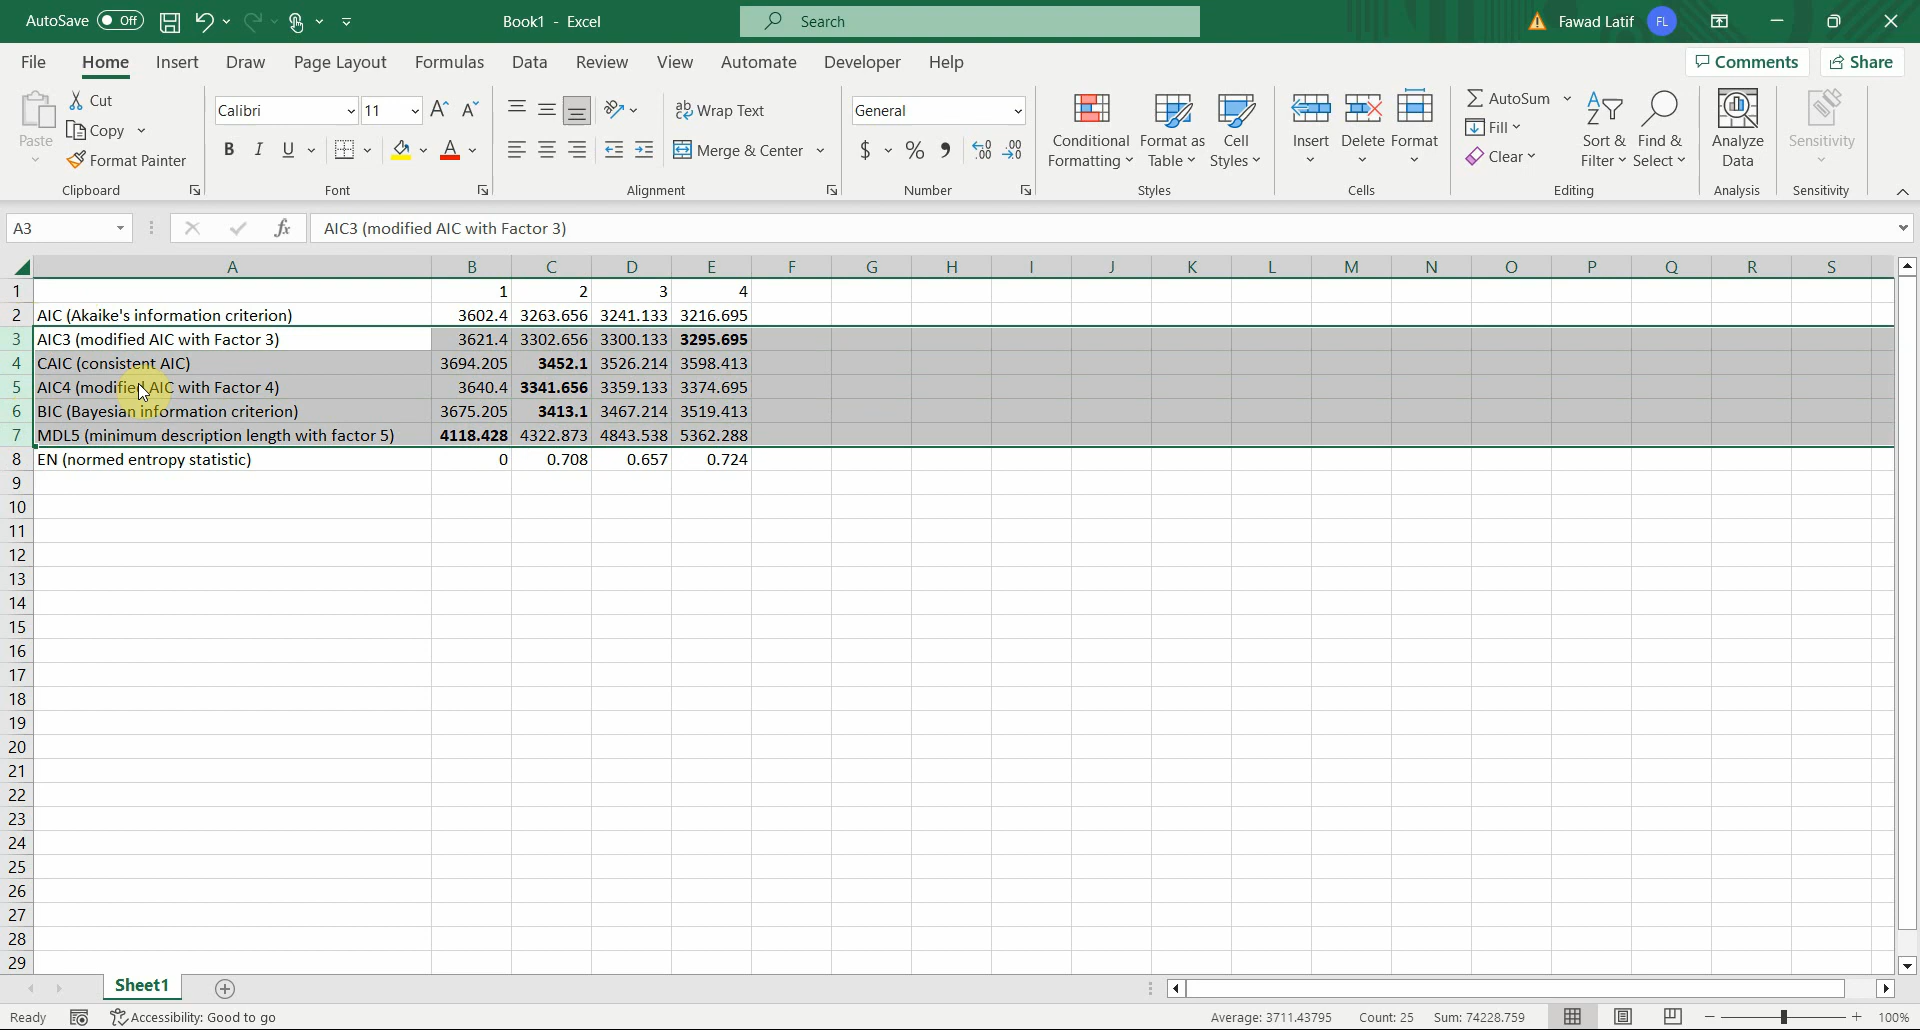 AutoSave Off Book1 - Excel Search Fawad Latif FL
File Home Insert Draw Page Layout Formulas Data Review View Automate Developer Help Comments Share
Paste Cut
Copy
Format Painter
Clipboard
Calibri 11 A A
B I U A
Font
ab Wrap Text
Merge & Center
Alignment
General
$ % 9 .00 .00
Number
Conditional Formatting
Format as Table
Cell Styles
Styles
Insert Delete Format
Cells
AutoSum
Fill
Clear
Sort & Filter
Find & Select
Editing
Analyze Data
Analysis
Sensitivity
Sensitivity
A3 fx AIC3 (modified AIC with Factor 3)
A B C D E F G H I J K L M N O P Q R S
1 1 2 3 4
2 AIC (Akaike's information criterion) 3602.4 3263.656 3241.133 3216.695
3 AIC3 (modified AIC with Factor 3) 3621.4 3302.656 3300.133 3295.695
4 CAIC (consistent AIC) 3694.205 3452.1 3526.214 3598.413
5 AIC4 (modified AIC with Factor 4) 3640.4 3341.656 3359.133 3374.695
6 BIC (Bayesian information criterion) 3675.205 3413.1 3467.214 3519.413
7 MDL5 (minimum description length with factor 5) 4118.428 4322.873 4843.538 5362.288
8 EN (normed entropy statistic) 0 0.708 0.657 0.724
9
10
11
12
13
14
15
16
17
18
19
20
21
22
23
24
25
26
27
28
29
Sheet1
Ready Accessibility: Good to go Average: 3711.43795 Count: 25 Sum: 74228.759 100%